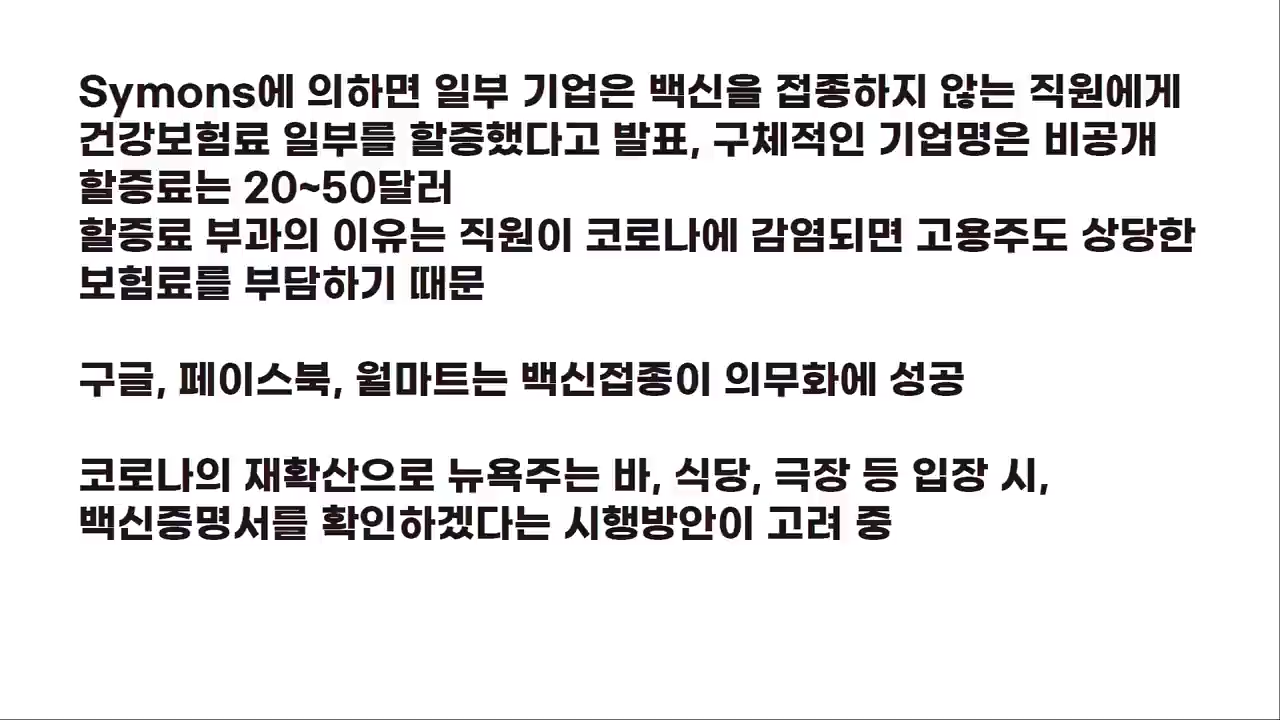 Symons에 의하면 일부 기업은 백신을 접종하지 않는 직원에게
건강보험료 일부를 할증했다고 발표, 구체적인 기업명은 비공개
할증료는 20~50달러
할증료 부과의 이유는 직원이 코로나에 감염되면 고용주도 상당한
보험료를 부담하기 때문
구글, 페이스북, 월마트는 백신접종이 의무화에 성공
코로나의 재확산으로 뉴욕주는 바, 식당, 극장 등 입장 시,
백신증명서를 확인하겠다는 시행방안이 고려 중